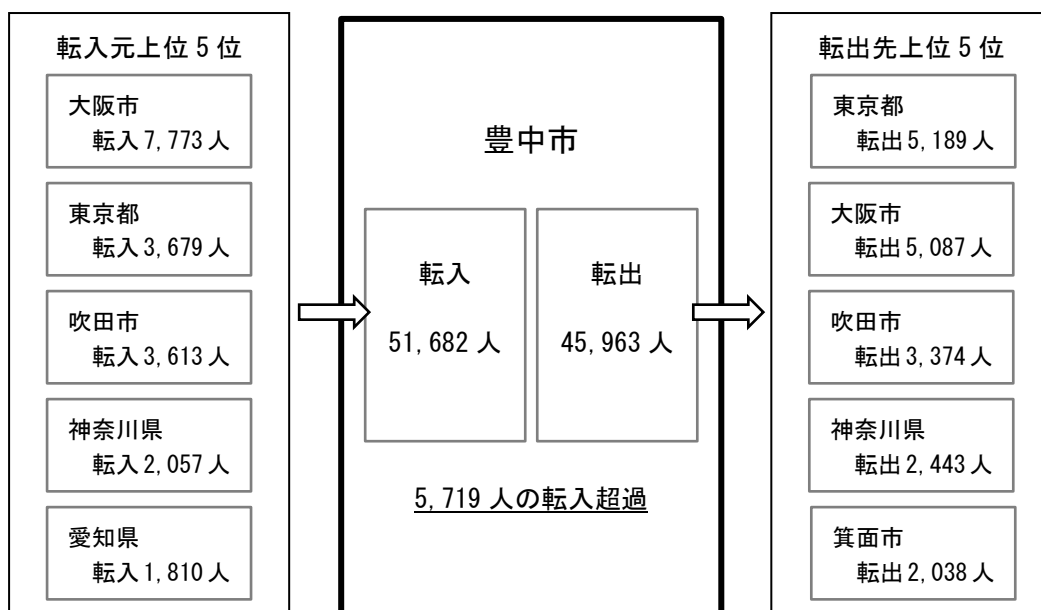 転入元上位5位
大阪市
転入7,773人
東京都
転入3,679人
吹田市
転入3,613人
神奈川県
転入2,057人
愛知県
転入1,810人
豊中市
転入
51,682人
転出
45,963人
5,719人の転入超過
転出先上位5位
東京都
転出5,189人
大阪市
転出5,087人
吹田市
転出3,374人
神奈川県
転出2,443人
箕面市
転出2,038人